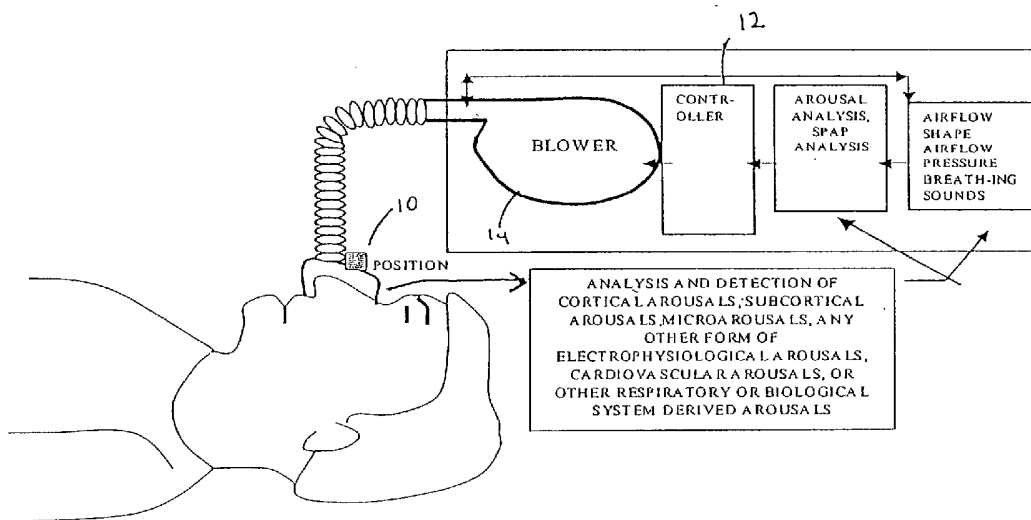 12
CONTR-
OLLER
AROUSAL
ANALYSIS,
SPAP
ANALYSIS
AIRFLOW
SHAPE
AIRFLOW
PRESSURE
BREATH-ING
SOUNDS
BLOWER
14
10
POSITION
ANALYSIS AND DETECTION OF
CORTICAL AROUSALS, SUBCORTICAL
AROUSALS, MICROAROUSALS, ANY
OTHER FORM OF
ELECTROPHYSIOLOGICAL AROUSALS,
CARDIOVASCULAR AROUSALS, OR
OTHER RESPIRATORY OR BIOLOGICAL
SYSTEM DERIVED AROUSALS